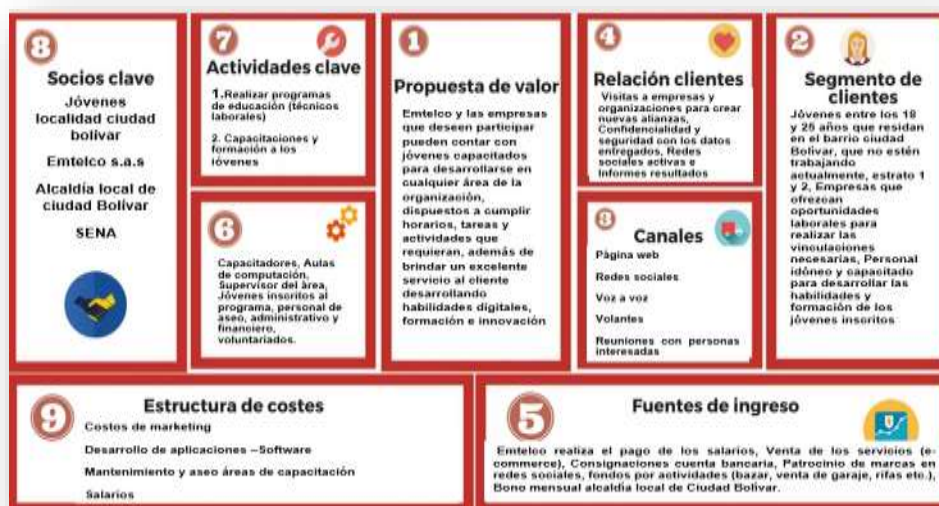 8
Socios clave
Jóvenes
localidad ciudad
bolívar
Emtelco s.a.s
Alcaldía local de
ciudad Bolívar
SENA
7
Actividades clave
1.Realizar programas
de educación (técnicos
laborales)
2. Capacitaciones y
formación a los
jóvenes
6
Capacitadores, Aulas
de computación,
Supervisor del área,
Jóvenes inscritos al
programa, personal de
aseo, administrativo y
financiero,
voluntariados.
1
Propuesta de valor
Emtelco y las empresas
que deseen participar
pueden contar con
jóvenes capacitados
para desarrollarse en
cualquier área de la
organización,
dispuestos a cumplir
horarios, tareas y
actividades que
requieran, además de
brindar un excelente
servicio al cliente
desarrollando
habilidades digitales,
formación e innovación
4
Relación clientes
Visitas a empresas y
organizaciones para crear
nuevas alianzas,
Confidencialidad y
seguridad con los datos
entregados, Redes
sociales activas e
Informes resultados
3
Canales
Página web
Redes sociales
Voz a voz
Volantes
Reuniones con personas
interesadas
2
Segmento de
clientes
Jóvenes entre los 18
y 25 años que residan
en el barrio ciudad
Bolívar, que no estén
trabajando
actualmente, estrato 1
y 2, Empresas que
ofrezcan
oportunidades
laborales para
realizar las
vinculaciones
necesarias, Personal
idóneo y capacitado
para desarrollar las
habilidades y
formación de los
jóvenes inscritos
9
Estructura de costes
Costos de marketing
Desarrollo de aplicaciones –Software
Mantenimiento y aseo áreas de capacitación
Salarios
5
Fuentes de ingreso
Emtelco realiza el pago de los salarios, Venta de los servicios (e-
commerce), Consignaciones cuenta bancaria, Patrocinio de marcas en
redes sociales, fondos por actividades (bazar, venta de garaje, rifas etc.),
Bono mensual alcaldía local de Ciudad Bolívar.